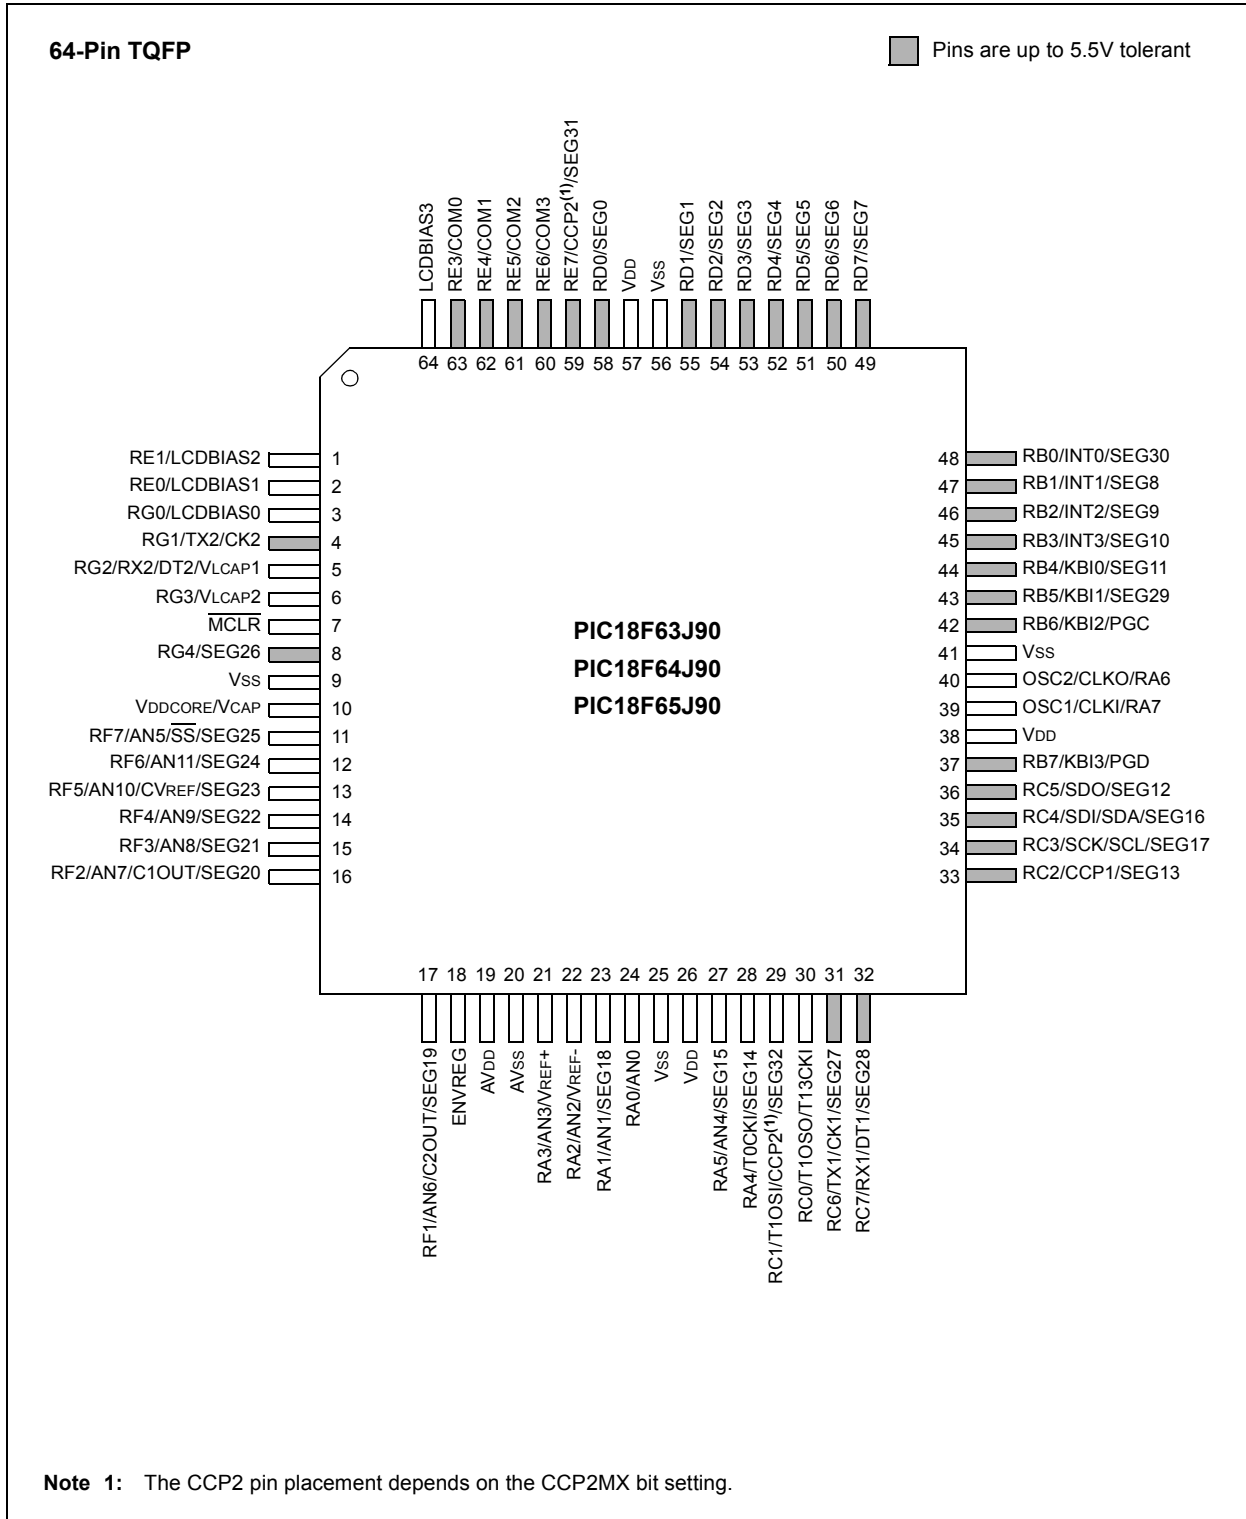 64-Pin TQFP
Pins are up to 5.5V tolerant
LCDBIAS3
RE3/COM0
RE4/COM1
RE5/COM2
RE6/COM3
RE7/CCP2(1)/SEG31
RD0/SEG0
VDD
VSS
RD1/SEG1
RD2/SEG2
RD3/SEG3
RD4/SEG4
RD5/SEG5
RD6/SEG6
RD7/SEG7
64 63 62 61 60 59 58 57 56 55 54 53 52 51 50 49
RE1/LCDBIAS2 1
RE0/LCDBIAS1 2
RG0/LCDBIAS0 3
RG1/TX2/CK2 4
RG2/RX2/DT2/VLCAP1 5
RG3/VLCAP2 6
MCLR 7
RG4/SEG26 8
VSS 9
VDDCORE/VCAP 10
RF7/AN5/SS/SEG25 11
RF6/AN11/SEG24 12
RF5/AN10/CVREF/SEG23 13
RF4/AN9/SEG22 14
RF3/AN8/SEG21 15
RF2/AN7/C1OUT/SEG20 16
PIC18F63J90
PIC18F64J90
PIC18F65J90
48 RB0/INT0/SEG30
47 RB1/INT1/SEG8
46 RB2/INT2/SEG9
45 RB3/INT3/SEG10
44 RB4/KBI0/SEG11
43 RB5/KBI1/SEG29
42 RB6/KBI2/PGC
41 VSS
40 OSC2/CLKO/RA6
39 OSC1/CLKI/RA7
38 VDD
37 RB7/KBI3/PGD
36 RC5/SDO/SEG12
35 RC4/SDI/SDA/SEG16
34 RC3/SCK/SCL/SEG17
33 RC2/CCP1/SEG13
17 18 19 20 21 22 23 24 25 26 27 28 29 30 31 32
RF1/AN6/C2OUT/SEG19
ENVREG
AVDD
AVSS
RA3/AN3/VREF+
RA2/AN2/VREF-
RA1/AN1/SEG18
RA0/AN0
VSS
VDD
RA5/AN4/SEG15
RA4/T0CKI/SEG14
RC1/T1OSI/CCP2(1)/SEG32
RC0/T1OSO/T13CKI
RC6/TX1/CK1/SEG27
RC7/RX1/DT1/SEG28
Note 1: The CCP2 pin placement depends on the CCP2MX bit setting.